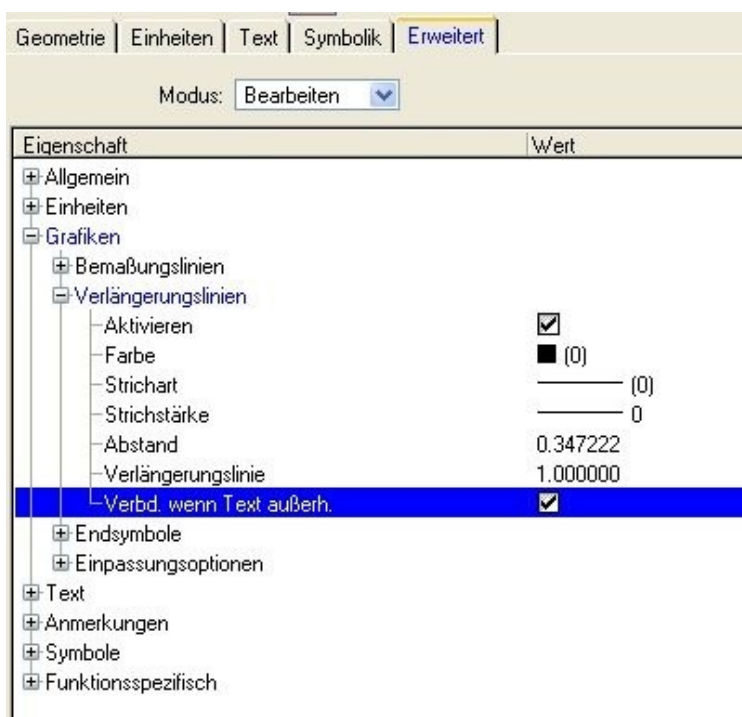 Geometrie Einheiten Text Symbolik Erweitert
Modus: Bearbeiten
Eigenschaft Wert
Allgemein
Einheiten
Grafiken
Bemaßungslinien
Verlängerungslinien
Aktivieren
Farbe (0)
Strichart (0)
Strichstärke 0
Abstand 0.347222
Verlängerungslinie 1.000000
Verbd. wenn Text außerh.
Endsymbole
Einpassungsoptionen
Text
Anmerkungen
Symbole
Funktionsspezifisch